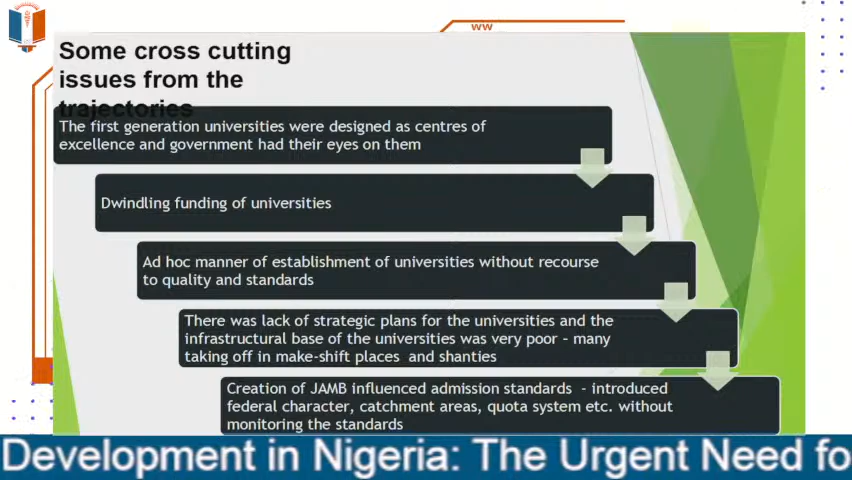 ww
Some cross cutting
issues from the
trajectories
The first generation universities were designed as centres of
excellence and government had their eyes on them
Dwindling funding of universities
Ad hoc manner of establishment of universities without recourse
to quality and standards
There was lack of strategic plans for the universities and the
infrastructural base of the universities was very poor – many
taking off in make-shift places and shanties
Creation of JAMB influenced admission standards - introduced
federal character, catchment areas, quota system etc. without
monitoring the standards
Development in Nigeria: The Urgent Need fo